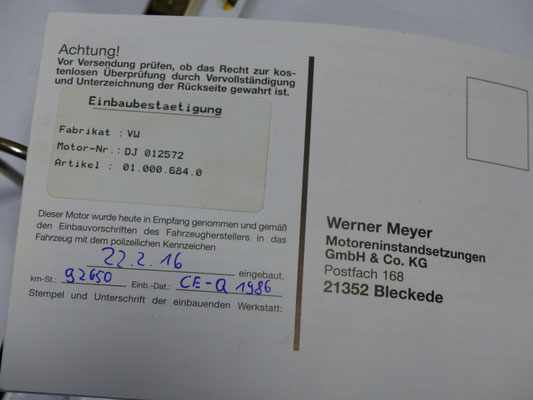 Achtung!
Vor Versendung prüfen, ob das Recht zur kos-
tenlosen Überprüfung durch Vervollständigung
und Unterzeichnung der Rückseite gewahrt ist.
Einbaubestaetigung
Fabrikat : VW
Motor-Nr.: DJ 012572
Artikel : 01.000.684.0
Dieser Motor wurde heute in Empfang genommen und gemäß
den Einbauvorschriften des Fahrzeugherstellers in das
Fahrzeug mit dem polizeilichen Kennzeichen
22.2.16 eingebaut.
km-St.: 92650 Einb.-Dat.: CE-Q 1986
Stempel und Unterschrift der einbauenden Werkstatt:
Werner Meyer
Motoreninstandsetzungen
GmbH & Co. KG
Postfach 168
21352 Bleckede